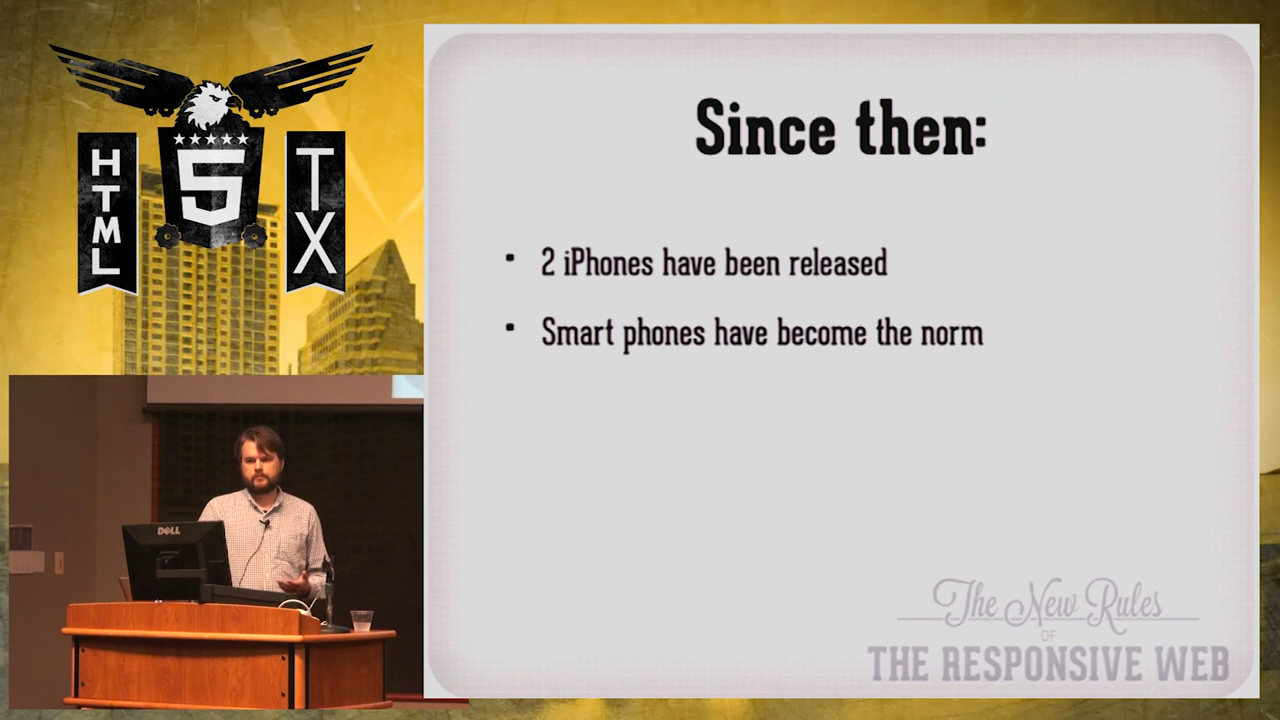 HTML
5
TX
Since then:
2 iPhones have been released
Smart phones have become the norm
DELL
The New Rules
OF
THE RESPONSIVE WEB